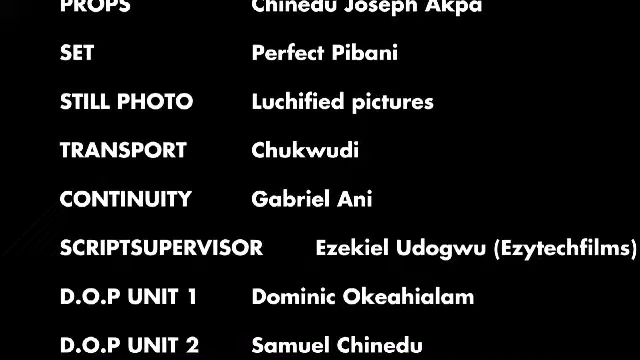 PROPS Chinedu Joseph Akpa
SET Perfect Pibani
STILL PHOTO Luchified pictures
TRANSPORT Chukwudi
CONTINUITY Gabriel Ani
SCRIPTSUPERVISOR Ezekiel Udogwu (Ezytechfilms)
D.O.P UNIT 1 Dominic Okeahialam
D.O.P UNIT 2 Samuel Chinedu